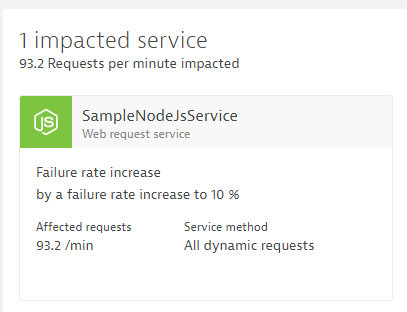 1 impacted service
93.2 Requests per minute impacted
JS
SampleNodeJsService
Web request service
Failure rate increase
by a failure rate increase to 10 %
Affected requests
93.2 /min
Service method
All dynamic requests